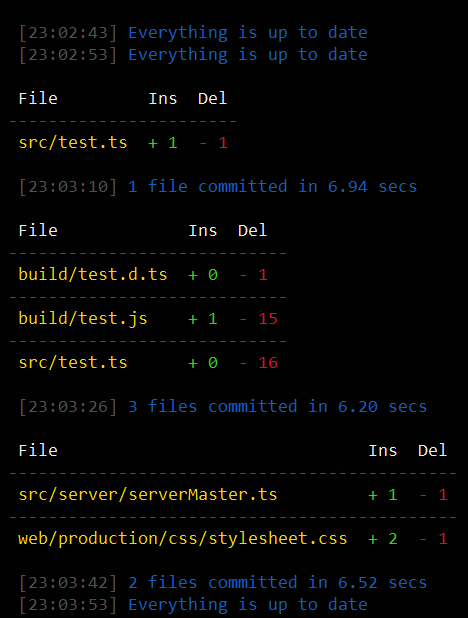 [23:02:43] Everything is up to date
[23:02:53] Everything is up to date
File Ins Del
-----------------------
src/test.ts + 1 - 1
[23:03:10] 1 file committed in 6.94 secs
File Ins Del
----------------------------
build/test.d.ts + 0 - 1
----------------------------
build/test.js + 1 - 15
----------------------------
src/test.ts + 0 - 16
[23:03:26] 3 files committed in 6.20 secs
File Ins Del
---------------------------------------------
src/server/serverMaster.ts + 1 - 1
---------------------------------------------
web/production/css/stylesheet.css + 2 - 1
[23:03:42] 2 files committed in 6.52 secs
[23:03:53] Everything is up to date